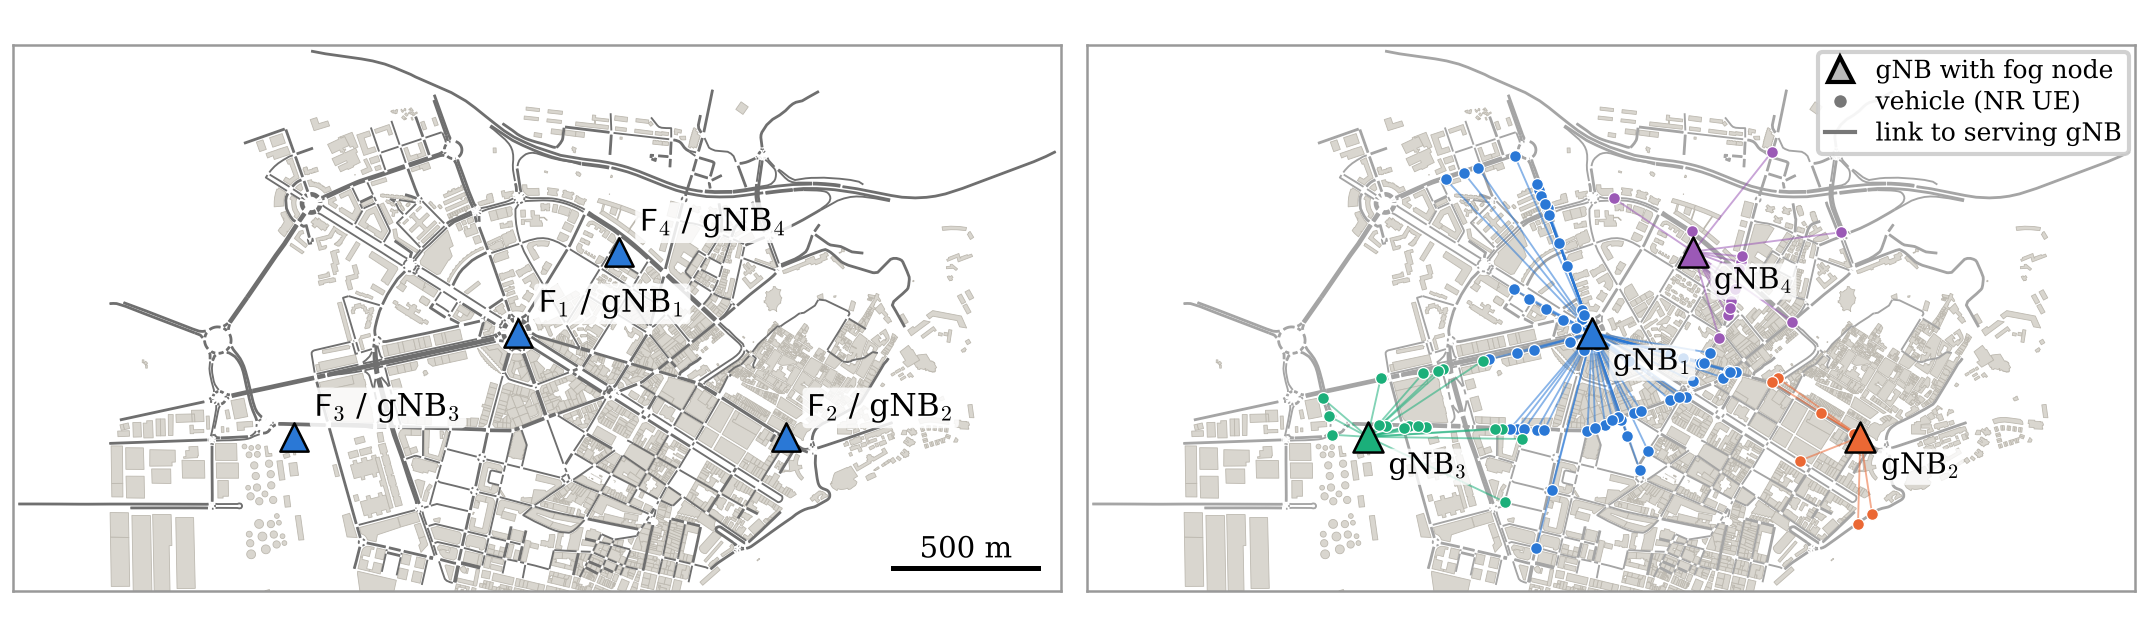 F₄ / gNB₄
F₁ / gNB₁
F₃ / gNB₃
F₂ / gNB₂
500 m
gNB with fog node
vehicle (NR UE)
link to serving gNB
gNB₄
gNB₁
gNB₃
gNB₂